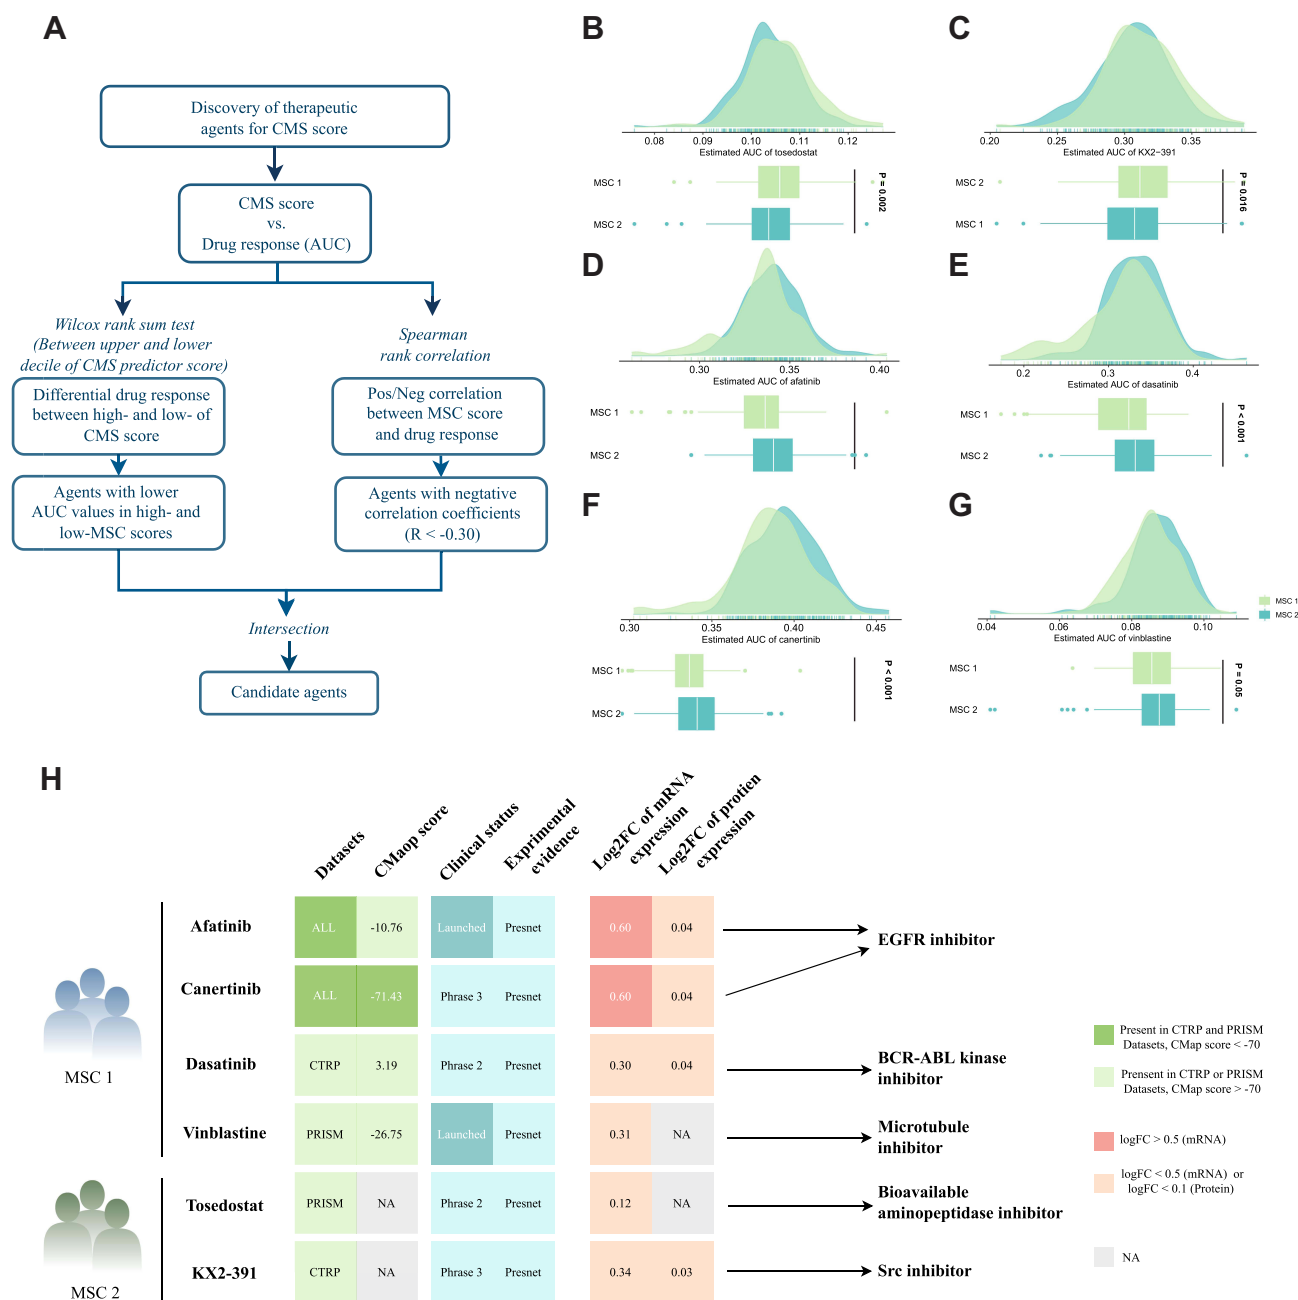 A
Discovery of therapeutic
agents for CMS score
CMS score
vs.
Drug response (AUC)
Wilcox rank sum test
(Between upper and lower
decile of CMS predictor score)
Spearman
rank correlation
Differential drug response
between high- and low- of
CMS score
Pos/Neg correlation
between MSC score
and drug response
Agents with lower
AUC values in high- and
low-MSC scores
Agents with negtative
correlation coefficients
(R < -0.30)
Intersection
Candidate agents
B
0.08 0.09 0.10 0.11 0.12
Estimated AUC of tosedostat
MSC 1
MSC 2
P = 0.002
C
0.20 0.25 0.30 0.35
Estimated AUC of KX2−391
MSC 2
MSC 1
P = 0.016
D
0.30 0.35 0.40
Estimated AUC of afatinib
MSC 1
MSC 2
E
0.2 0.3 0.4
Estimated AUC of dasatinib
MSC 1
MSC 2
P < 0.001
F
0.30 0.35 0.40 0.45
Estimated AUC of canertinib
MSC 1
MSC 2
P < 0.001
G
0.04 0.06 0.08 0.10
Estimated AUC of vinblastine
MSC 1
MSC 2
P = 0.05
MSC 1
MSC 2
H
Datasets
CMaop score
Clinical status
Exprimental
evidence
Log2FC of mRNA
expression
Log2FC of protien
expression
MSC 1
Afatinib ALL -10.76 Launched Presnet 0.60 0.04
EGFR inhibitor
Canertinib ALL -71.43 Phrase 3 Presnet 0.60 0.04
Dasatinib CTRP 3.19 Phrase 2 Presnet 0.30 0.04
BCR-ABL kinase
inhibitor
Vinblastine PRISM -26.75 Launched Presnet 0.31 NA
Microtubule
inhibitor
MSC 2
Tosedostat PRISM NA Phrase 2 Presnet 0.12 NA
Bioavailable
aminopeptidase inhibitor
KX2-391 CTRP NA Phrase 3 Presnet 0.34 0.03
Src inhibitor
Present in CTRP and PRISM
Datasets, CMap score < -70
Prensent in CTRP or PRISM
Datasets, CMap score > -70
logFC > 0.5 (mRNA)
logFC < 0.5 (mRNA) or
logFC < 0.1 (Protein)
NA